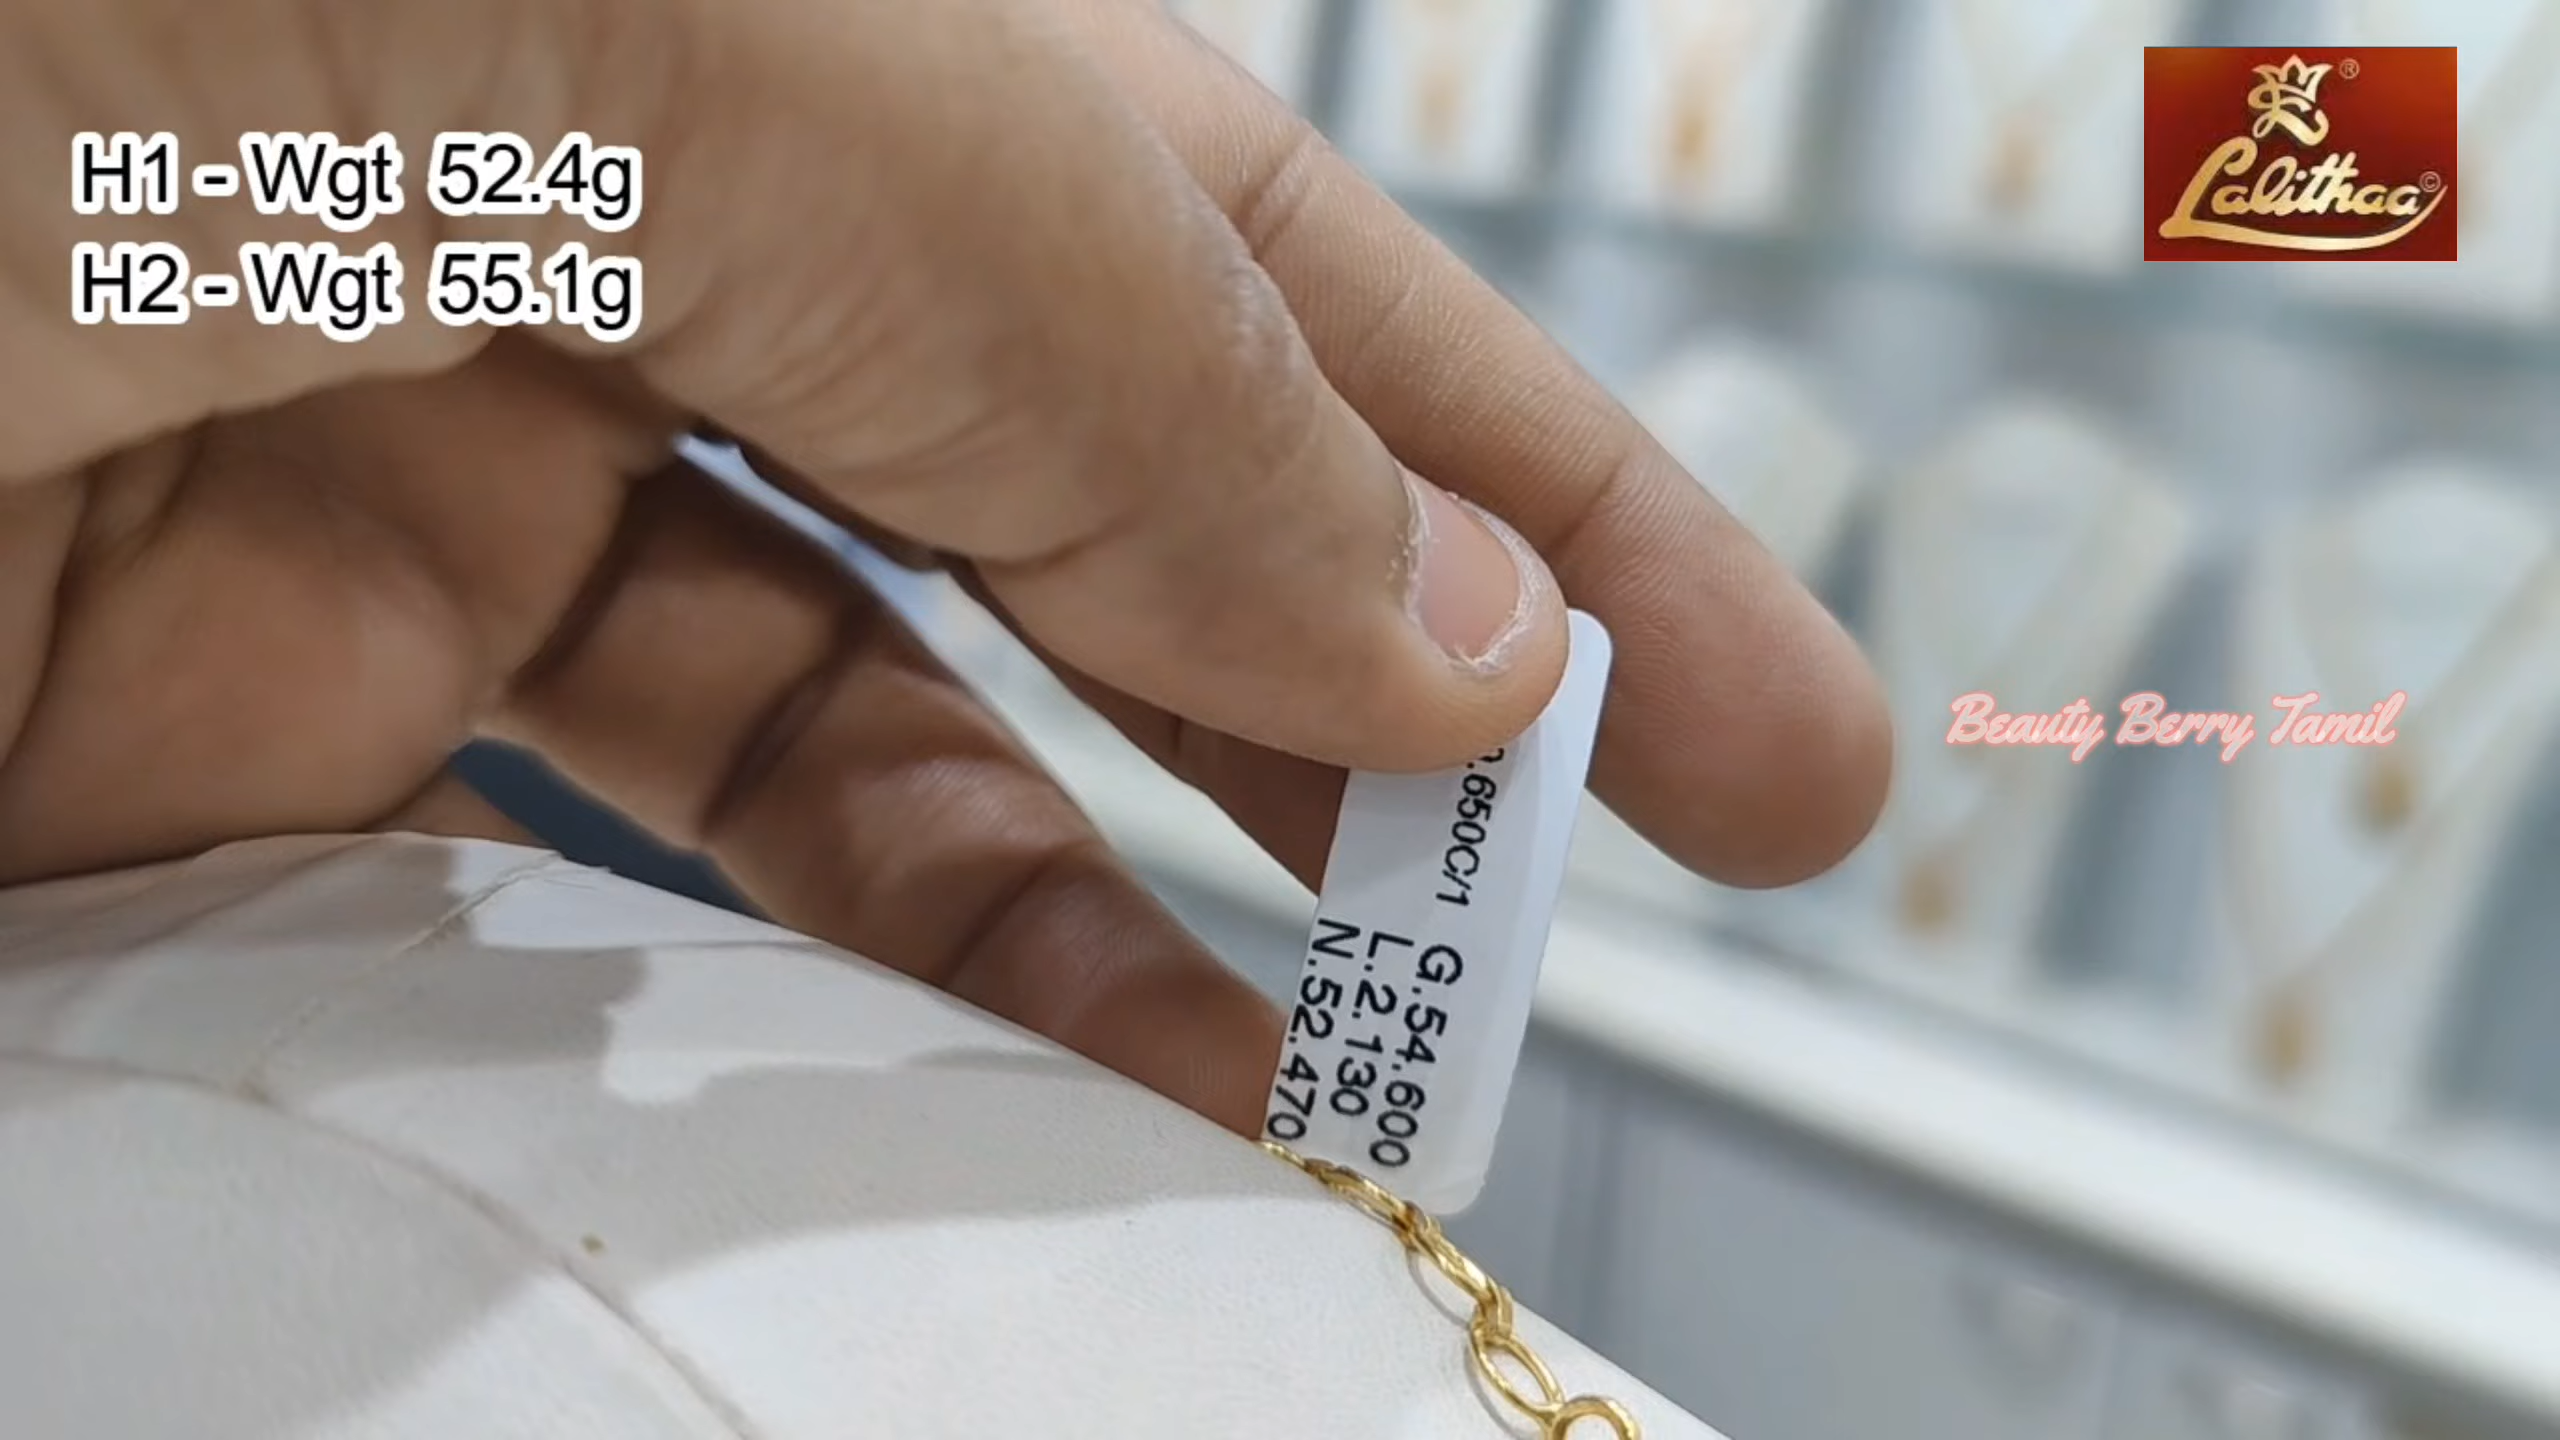 H1 - Wgt 52.4g
H2 - Wgt 55.1g
Lalithaa
Beauty Berry Tamil
.650C/1 G.54.600
L.2.130
N.52.470